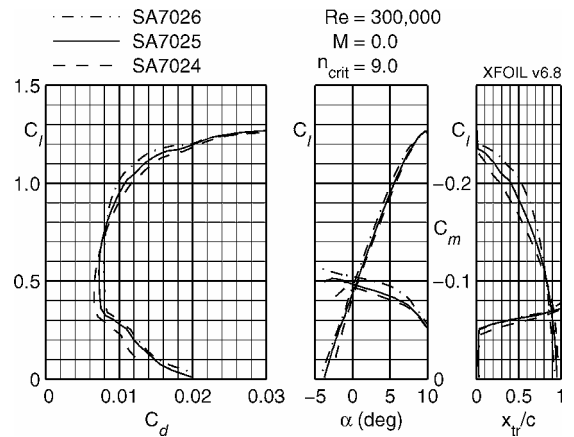 SA7026
SA7025
SA7024
Re = 300,000
M = 0.0
n_crit = 9.0
XFOIL v6.8
1.5
C_l
1.0
0.5
0
0
0.01
0.02
0.03
C_d
C_l
-0.2
C_m
-0.1
0
-5
0
5
10
α (deg)
C_l
0
0.5
1.0
x_tr/c